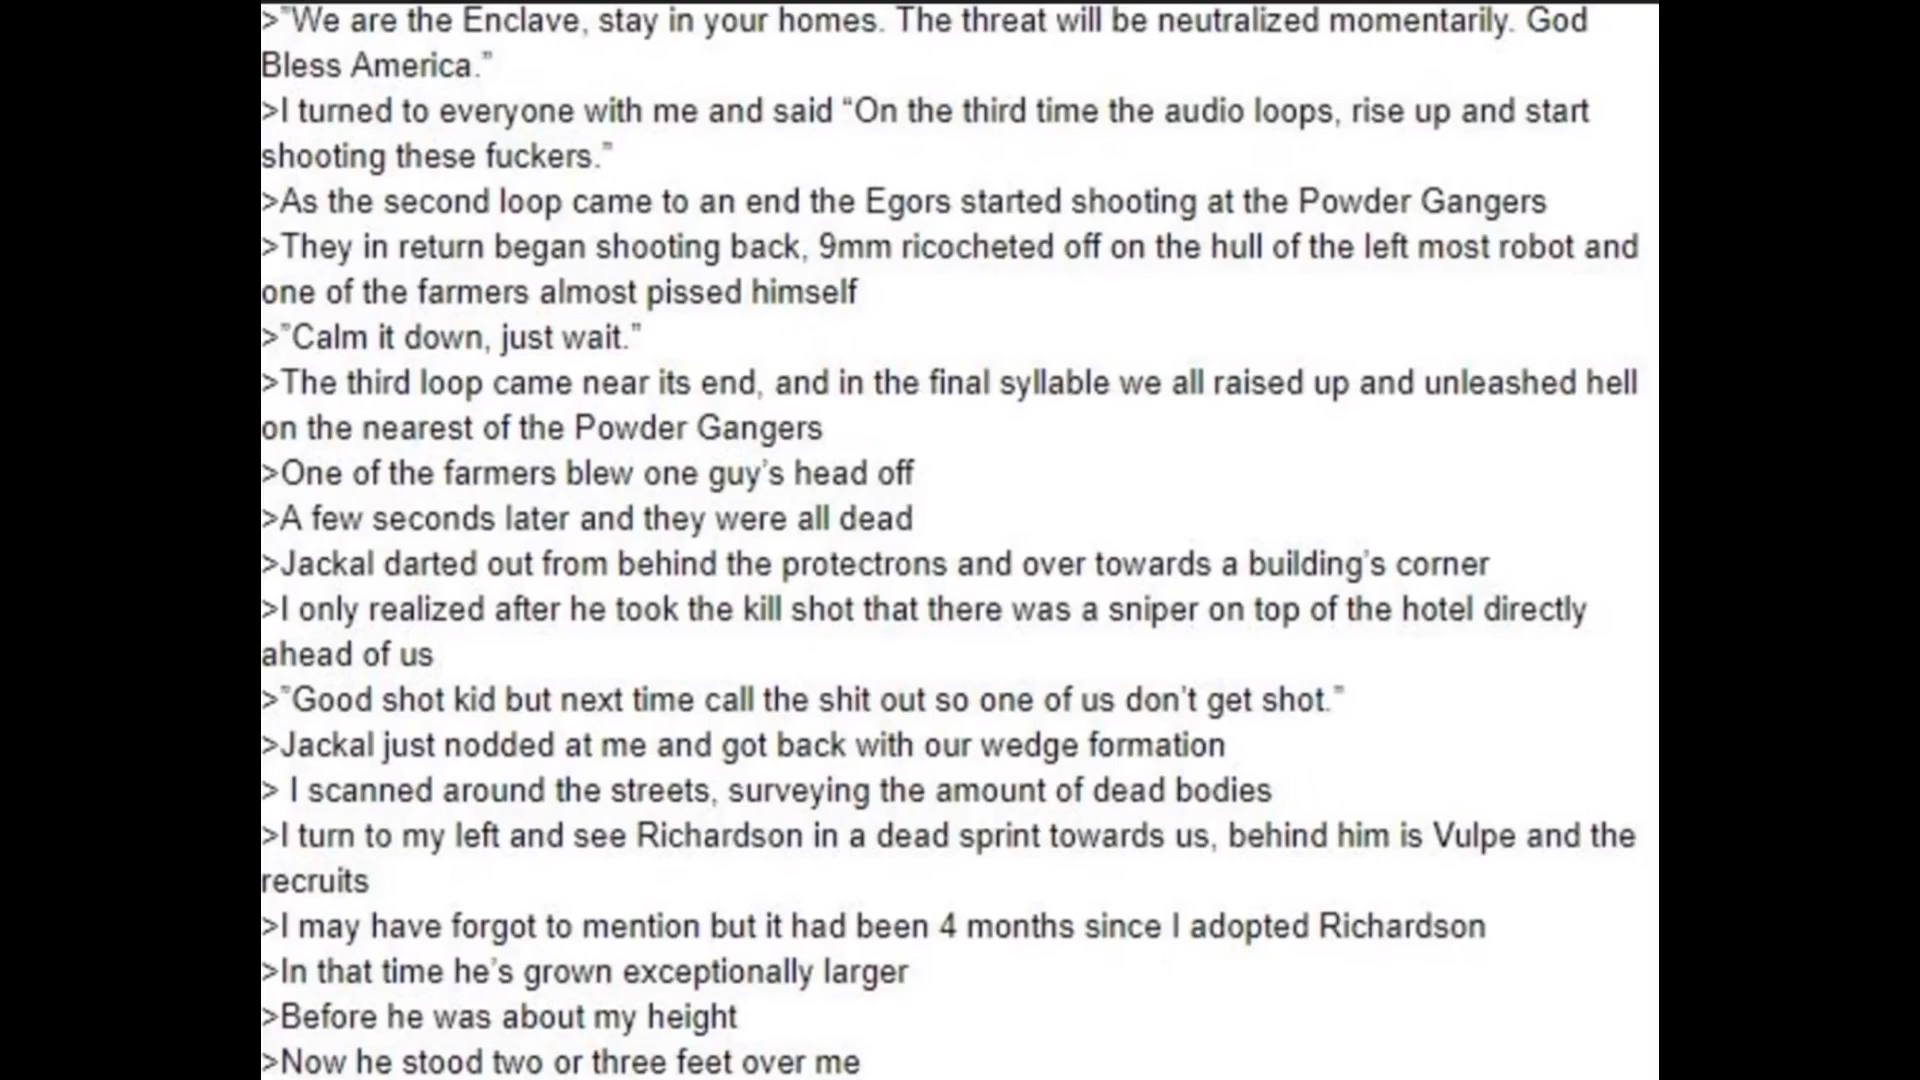 >"We are the Enclave, stay in your homes. The threat will be neutralized momentarily. God
Bless America."
>I turned to everyone with me and said “On the third time the audio loops, rise up and start
shooting these fuckers.”
>As the second loop came to an end the Egors started shooting at the Powder Gangers
>They in return began shooting back, 9mm ricocheted off on the hull of the left most robot and
one of the farmers almost pissed himself
>"Calm it down, just wait."
>The third loop came near its end, and in the final syllable we all raised up and unleashed hell
on the nearest of the Powder Gangers
>One of the farmers blew one guy’s head off
>A few seconds later and they were all dead
>Jackal darted out from behind the protectrons and over towards a building’s corner
>I only realized after he took the kill shot that there was a sniper on top of the hotel directly
ahead of us
>"Good shot kid but next time call the shit out so one of us don’t get shot."
>Jackal just nodded at me and got back with our wedge formation
> I scanned around the streets, surveying the amount of dead bodies
>I turn to my left and see Richardson in a dead sprint towards us, behind him is Vulpe and the
recruits
>I may have forgot to mention but it had been 4 months since I adopted Richardson
>In that time he’s grown exceptionally larger
>Before he was about my height
>Now he stood two or three feet over me